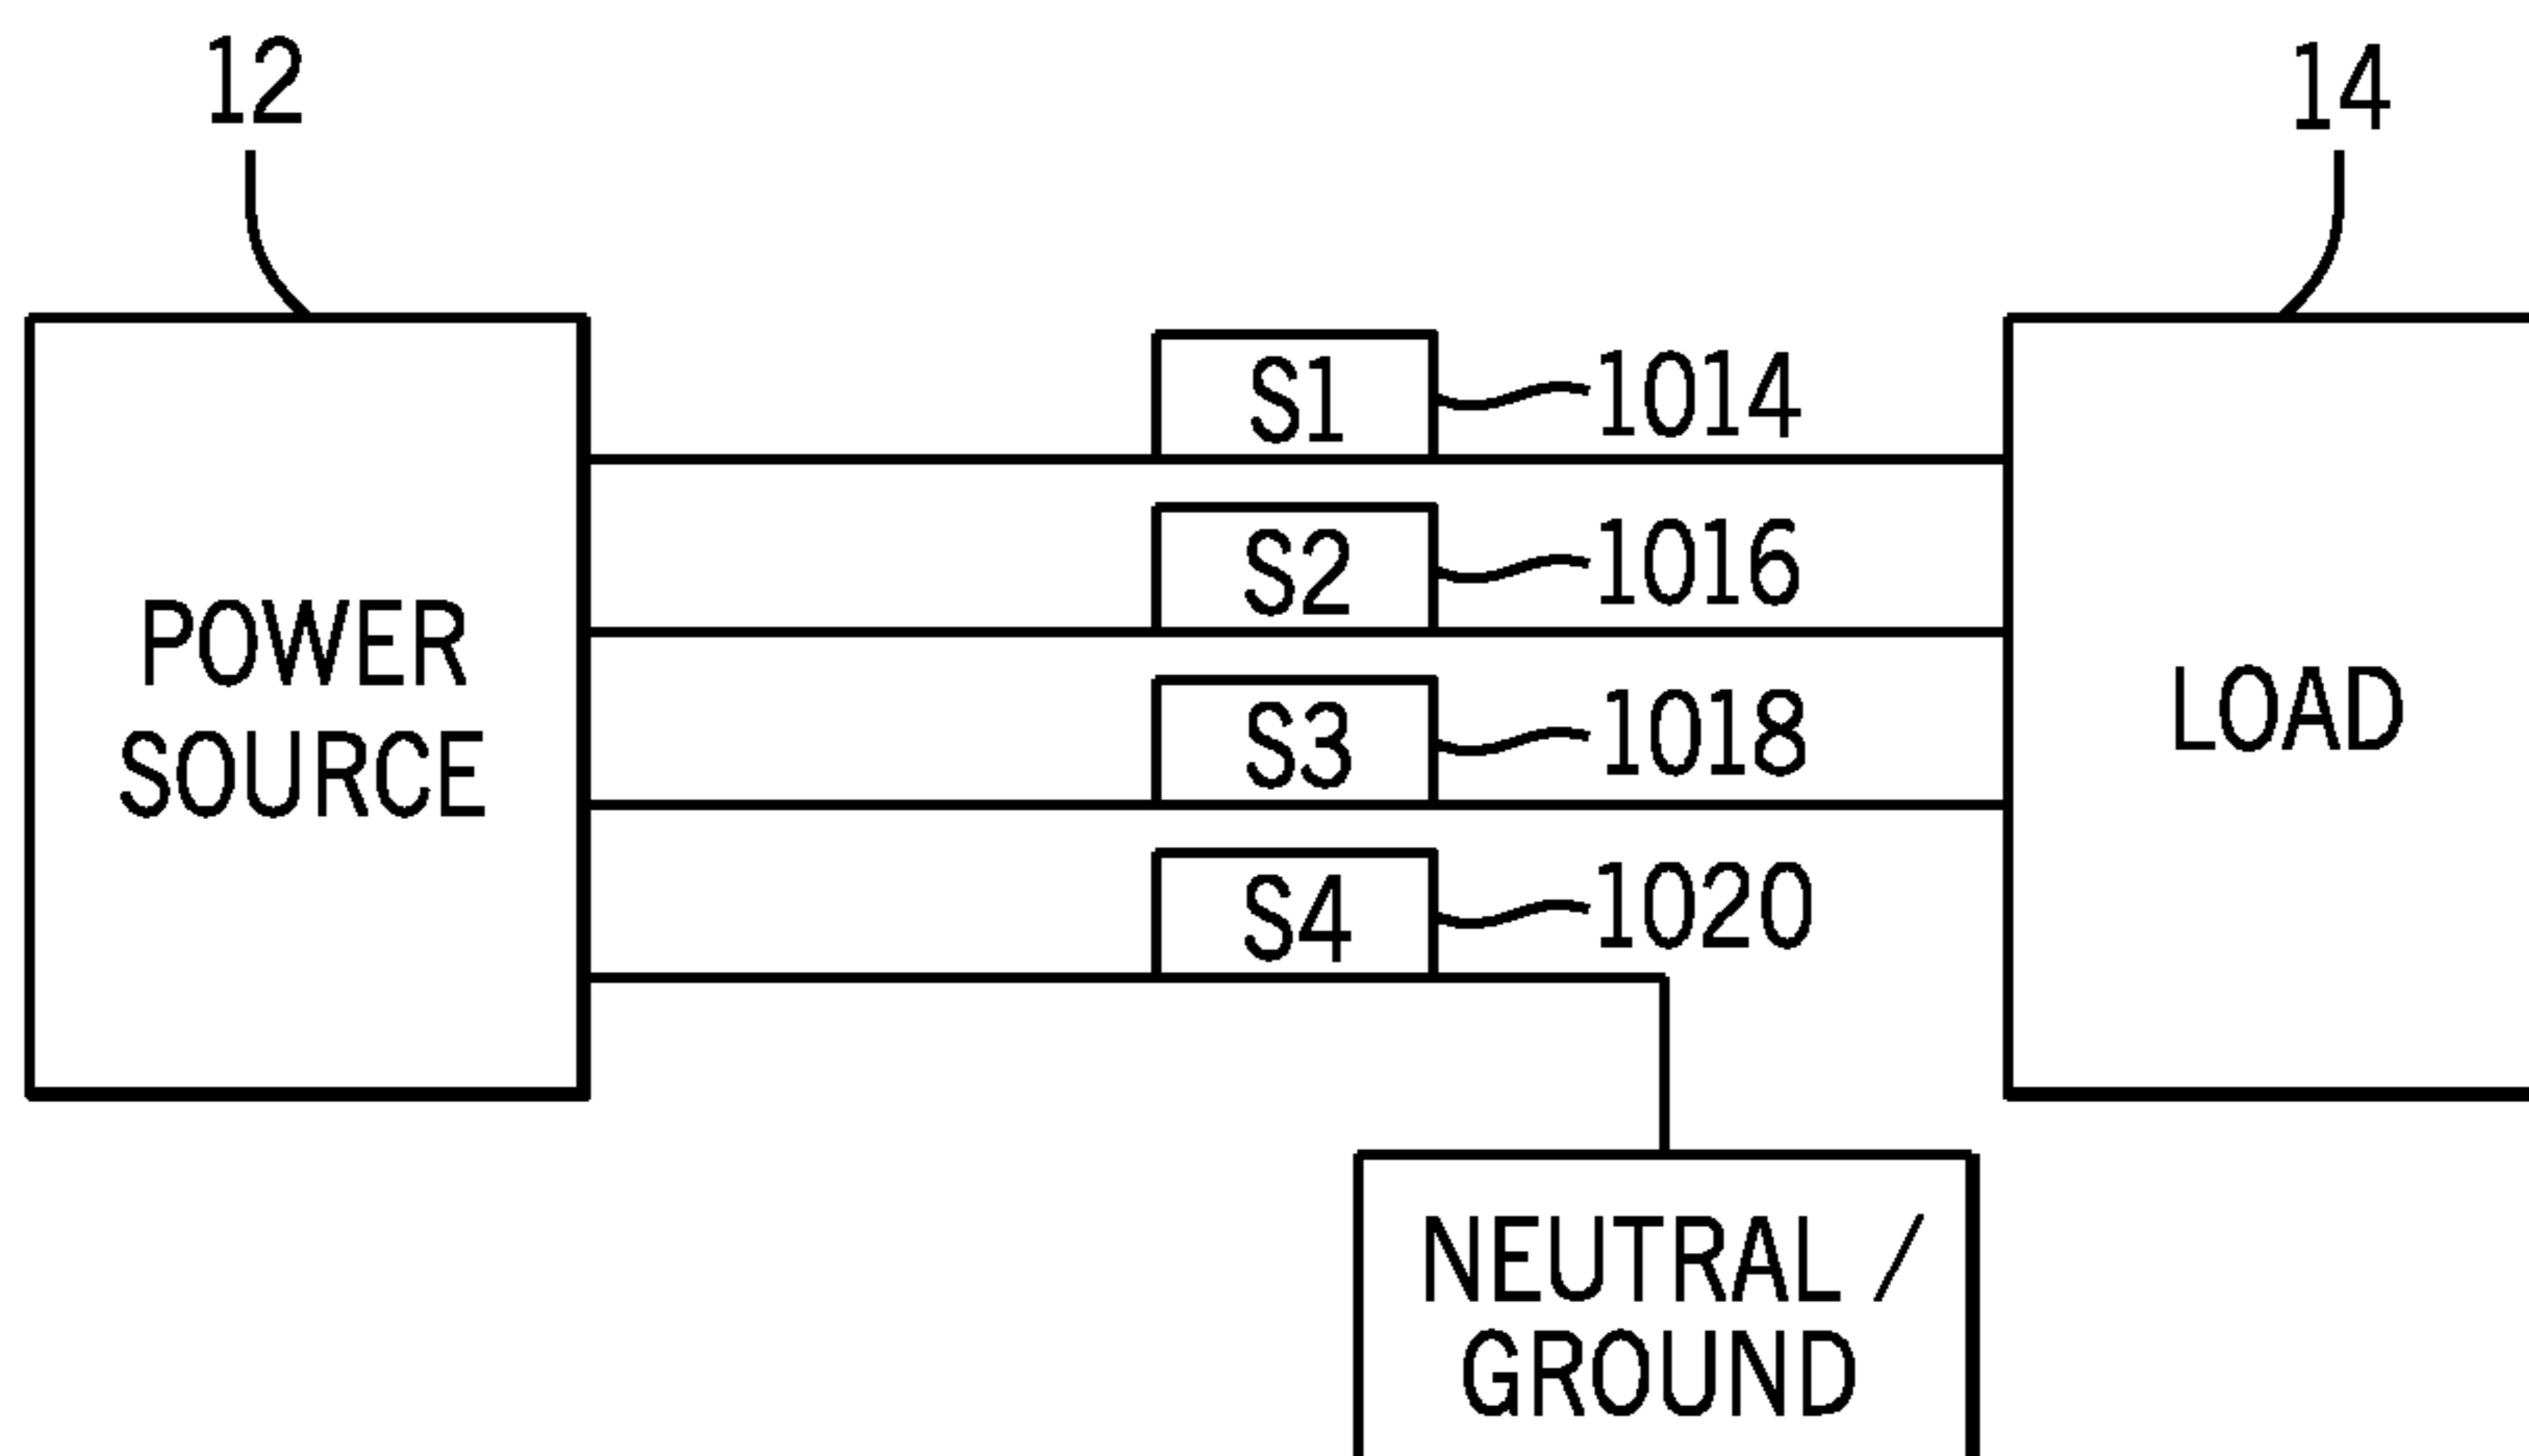 12
14
S1
1014
S2
1016
POWER
SOURCE
S3
1018
LOAD
S4
1020
NEUTRAL /
GROUND